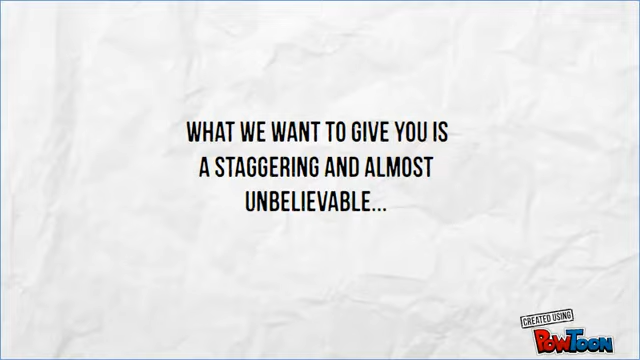 WHAT WE WANT TO GIVE YOU IS
A STAGGERING AND ALMOST
UNBELIEVABLE...
CREATED USING
POWTOON